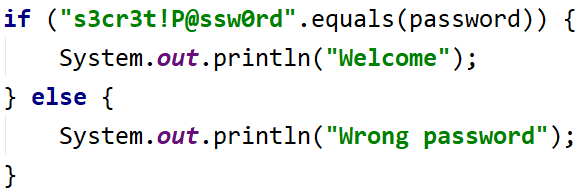 if ("s3cr3t!P@ssw0rd".equals(password)) {
    System.out.println("Welcome");
} else {
    System.out.println("Wrong password");
}